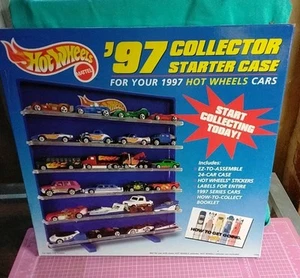 Hot Wheels
MATTEL
'97 COLLECTOR
STARTER CASE
FOR YOUR 1997 HOT WHEELS CARS
START
COLLECTING
TODAY!
Includes:
EZ-TO-ASSEMBLE
24-CAR CASE
HOT WHEELS® STICKERS
LABELS FOR ENTIRE
1997 SERIES CARS
HOW-TO-COLLECT
BOOKLET